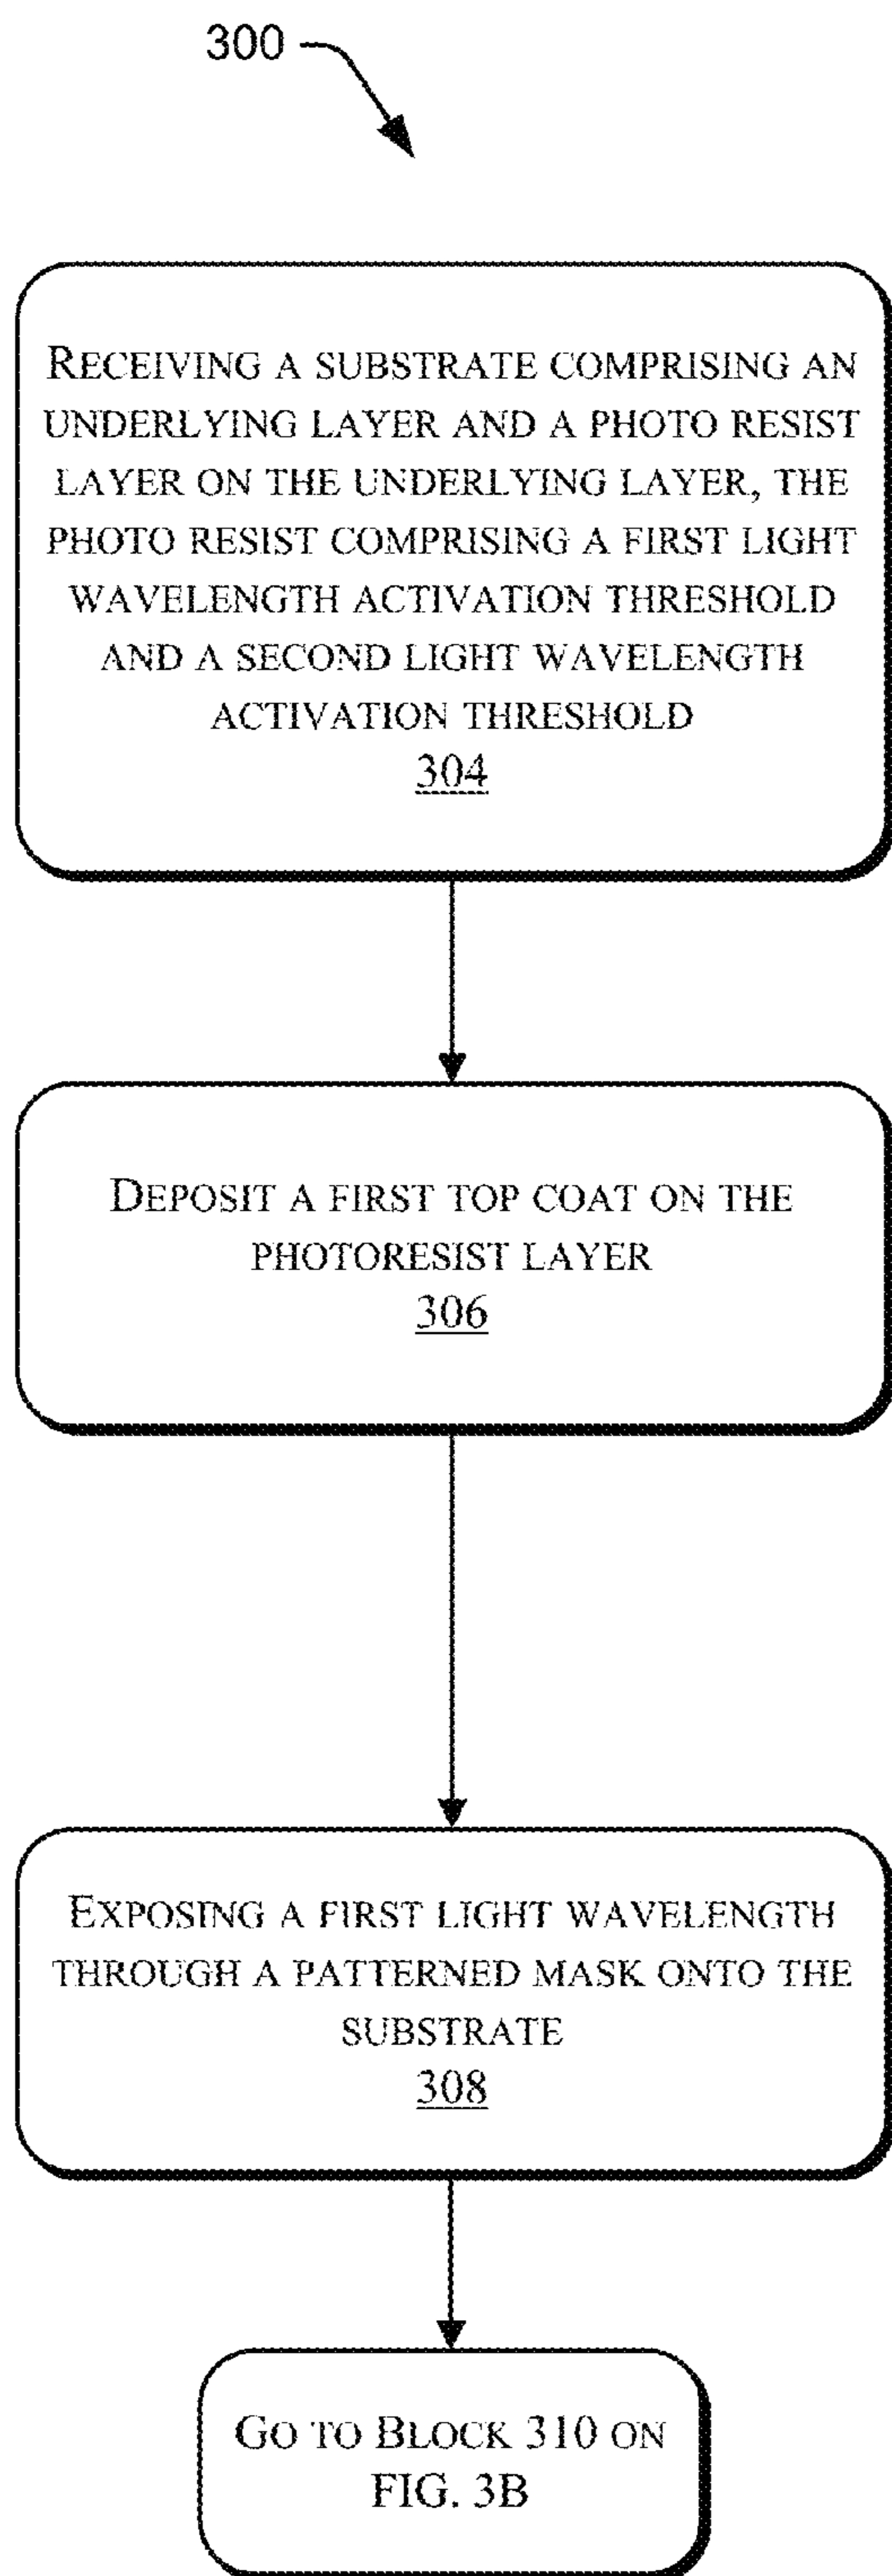 300
RECEIVING A SUBSTRATE COMPRISING AN
UNDERLYING LAYER AND A PHOTO RESIST
LAYER ON THE UNDERLYING LAYER, THE
PHOTO RESIST COMPRISING A FIRST LIGHT
WAVELENGTH ACTIVATION THRESHOLD
AND A SECOND LIGHT WAVELENGTH
ACTIVATION THRESHOLD
304
DEPOSIT A FIRST TOP COAT ON THE
PHOTORESIST LAYER
306
EXPOSING A FIRST LIGHT WAVELENGTH
THROUGH A PATTERNED MASK ONTO THE
SUBSTRATE
308
GO TO BLOCK 310 ON
FIG. 3B